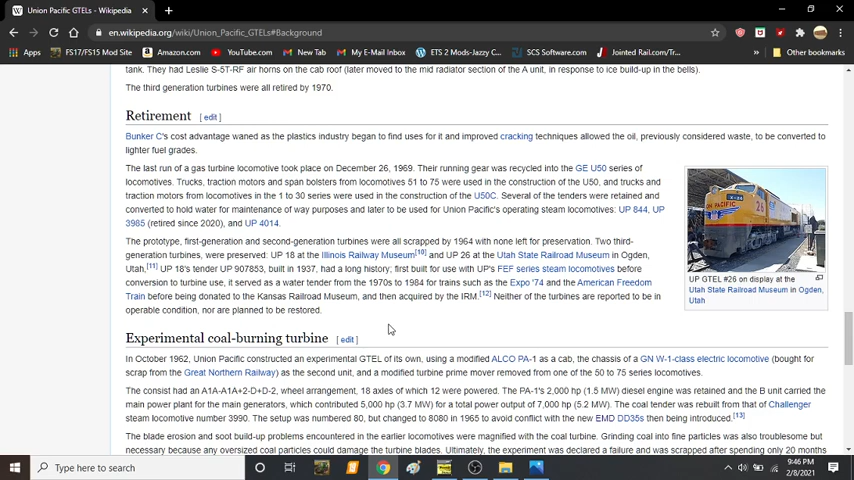 Union Pacific GTELs - Wikipedia
en.wikipedia.org/wiki/Union_Pacific_GTELs#Background
Apps FS17/FS15 Mod Site Amazon.com YouTube.com New Tab My E-mail Inbox ETS 2 Mods-Jazzy C... SCS Software.com Jointed Rail.com/Tr... Other bookmarks
tank. They had Leslie S-5T-RF air horns on the cab roof (later moved to the mid radiator section of the A unit, in response to ice build-up in the bells).
The third generation turbines were all retired by 1970.
Retirement [ edit ]
Bunker C's cost advantage waned as the plastics industry began to find uses for it and improved cracking techniques allowed the oil, previously considered waste, to be converted to
lighter fuel grades.
The last run of a gas turbine locomotive took place on December 26, 1969. Their running gear was recycled into the GE U50 series of
locomotives. Trucks, traction motors and span bolsters from locomotives 51 to 75 were used in the construction of the U50, and trucks and
traction motors from locomotives in the 1 to 30 series were used in the construction of the U50C. Several of the tenders were retained and
converted to hold water for maintenance of way purposes and later to be used for Union Pacific's operating steam locomotives: UP 844, UP
3985 (retired since 2020), and UP 4014.
The prototype, first-generation and second-generation turbines were all scrapped by 1964 with none left for preservation. Two third-
generation turbines, were preserved: UP 18 at the Illinois Railway Museum[10] and UP 26 at the Utah State Railroad Museum in Ogden,
Utah.[11] UP 18's tender UP 907853, built in 1937, had a long history; first built for use with UP's FEF series steam locomotives before
conversion to turbine use, it served as a water tender from the 1970s to 1984 for trains such as the Expo '74 and the American Freedom
Train before being donated to the Kansas Railroad Museum, and then acquired by the IRM.[12] Neither of the turbines are reported to be in
operable condition, nor are planned to be restored.
UNION PACIFIC 26
UP GTEL #26 on display at the
Utah State Railroad Museum in Ogden,
Utah
Experimental coal-burning turbine [ edit ]
In October 1962, Union Pacific constructed an experimental GTEL of its own, using a modified ALCO PA-1 as a cab, the chassis of a GN W-1-class electric locomotive (bought for
scrap from the Great Northern Railway) as the second unit, and a modified turbine prime mover removed from one of the 50 to 75 series locomotives.
The consist had an A1A-A1A+2-D+D-2, wheel arrangement, 18 axles of which 12 were powered. The PA-1's 2,000 hp (1.5 MW) diesel engine was retained and the B unit carried the
main power plant for the main generators, which contributed 5,000 hp (3.7 MW) for a total power output of 7,000 hp (5.2 MW). The coal tender was rebuilt from that of Challenger
steam locomotive number 3990. The setup was numbered 80, but changed to 8080 in 1965 to avoid conflict with the new EMD DD35s then being introduced.[13]
The blade erosion and soot build-up problems encountered in the earlier locomotives were magnified with the coal turbine. Grinding coal into fine particles was also troublesome but
necessary because any oversized coal particles could damage the turbine blades. Ultimately, the experiment was declared a failure and was scrapped after spending only 20 months
Type here to search
9:46 PM
2/8/2021